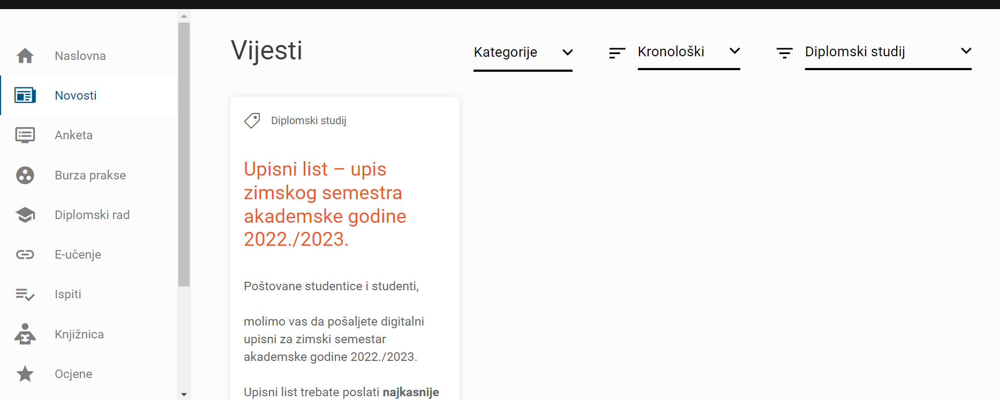 Naslovna
Novosti
Anketa
Burza prakse
Diplomski rad
E-učenje
Ispiti
Knjižnica
Ocjene
Vijesti
Kategorije
Kronološki
Diplomski studij
Diplomski studij
Upisni list – upis
zimskog semestra
akademske godine
2022./2023.
Poštovane studentice i studenti,
molimo vas da pošaljete digitalni
upisni za zimski semestar
akademske godine 2022./2023.
Upisni list trebate poslati najkasnije